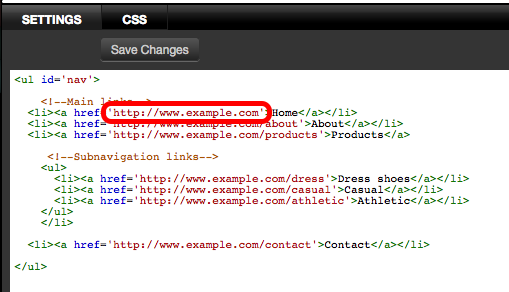 SETTINGS CSS
Save Changes
<ul id='nav'>
<!--Main links-->
<li><a href='http://www.example.com'>Home</a></li>
<li><a href='http://www.example.com/about'>About</a></li>
<li><a href='http://www.example.com/products'>Products</a>
<!--Subnavigation links-->
<ul>
<li><a href='http://www.example.com/dress'>Dress shoes</a></li>
<li><a href='http://www.example.com/casual'>Casual</a></li>
<li><a href='http://www.example.com/athletic'>Athletic</a></li>
</ul>
</li>
<li><a href='http://www.example.com/contact'>Contact</a></li>
</ul>